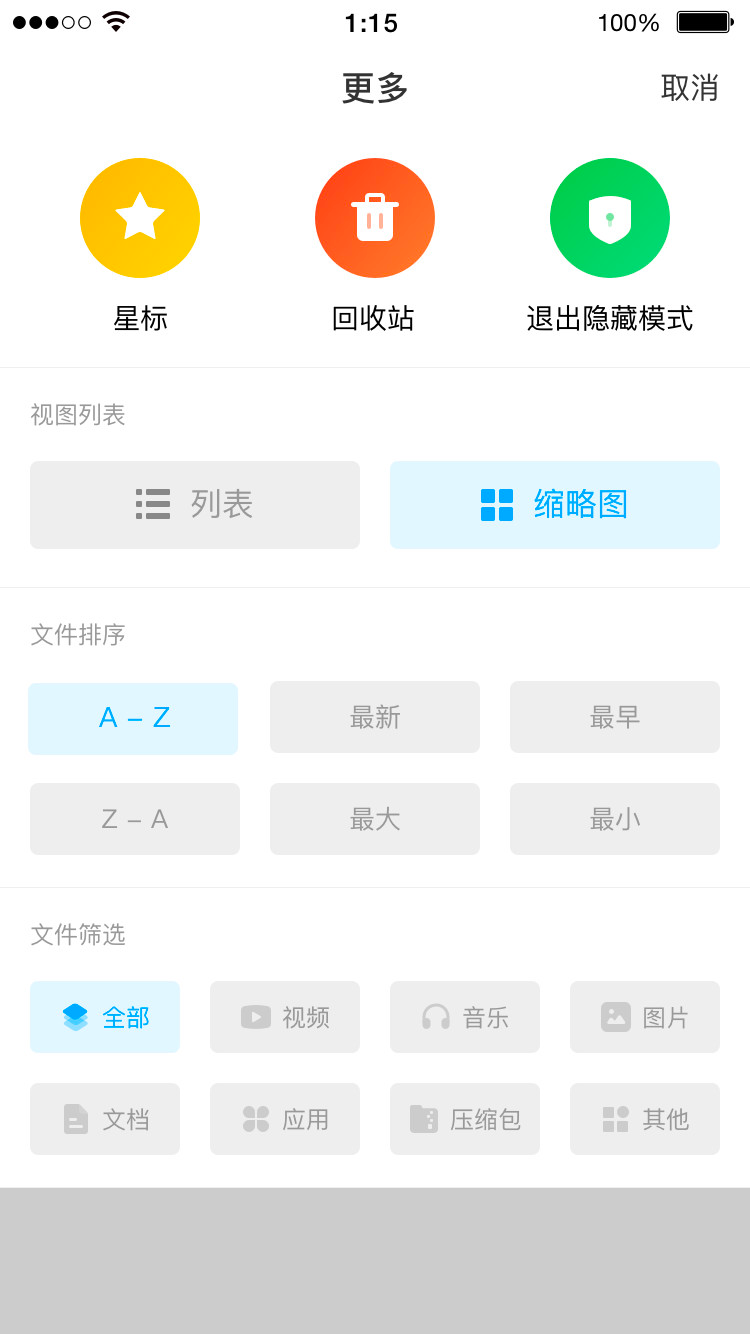 1:15 100%
更多 取消
星标 回收站 退出隐藏模式
视图列表
列表 缩略图
文件排序
A – Z 最新 最早
Z – A 最大 最小
文件筛选
全部 视频 音乐 图片
文档 应用 压缩包 其他